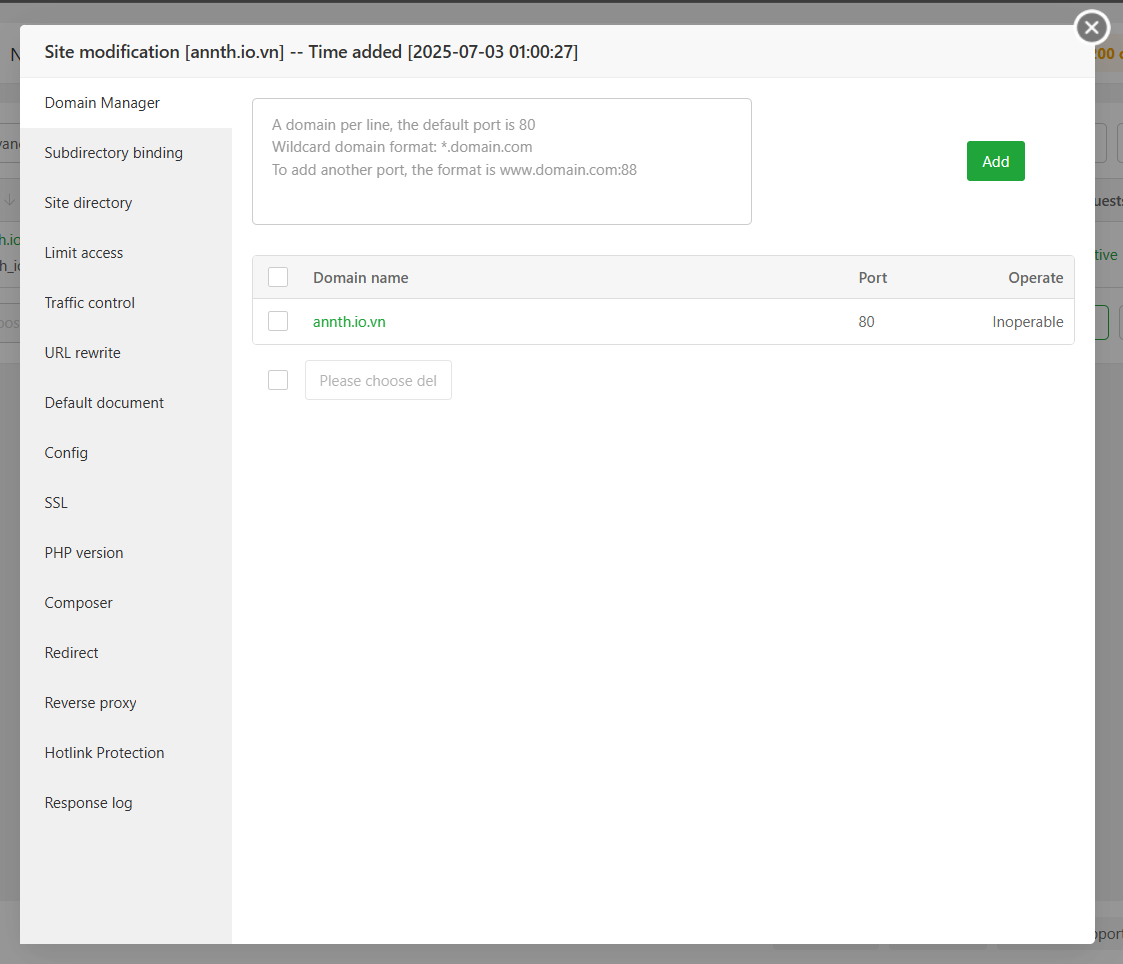 Site modification [annth.io.vn] -- Time added [2025-07-03 01:00:27]
Domain Manager
Subdirectory binding
Site directory
Limit access
Traffic control
URL rewrite
Default document
Config
SSL
PHP version
Composer
Redirect
Reverse proxy
Hotlink Protection
Response log
A domain per line, the default port is 80
Wildcard domain format: *.domain.com
To add another port, the format is www.domain.com:88
Add
Domain name Port Operate
annth.io.vn 80 Inoperable
Please choose del